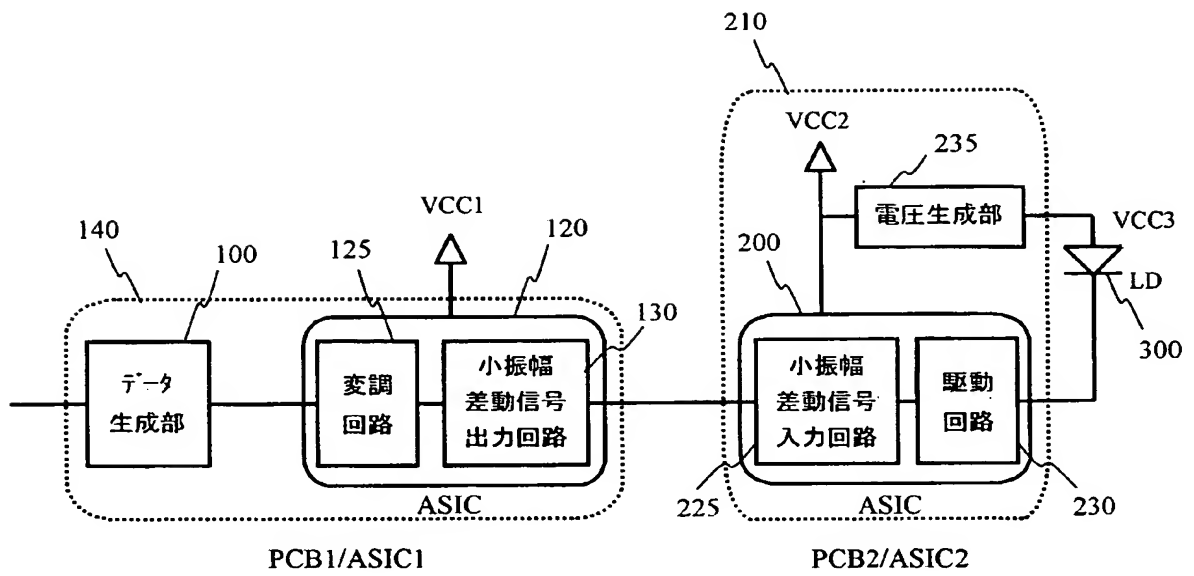 210
VCC2
235
電圧生成部
VCC3
LD
300
VCC1
140
100
125
120
130
200
データ
生成部
変調
回路
小振幅
差動信号
出力回路
ASIC
小振幅
差動信号
入力回路
駆動
回路
225
ASIC
230
PCB1/ASIC1
PCB2/ASIC2